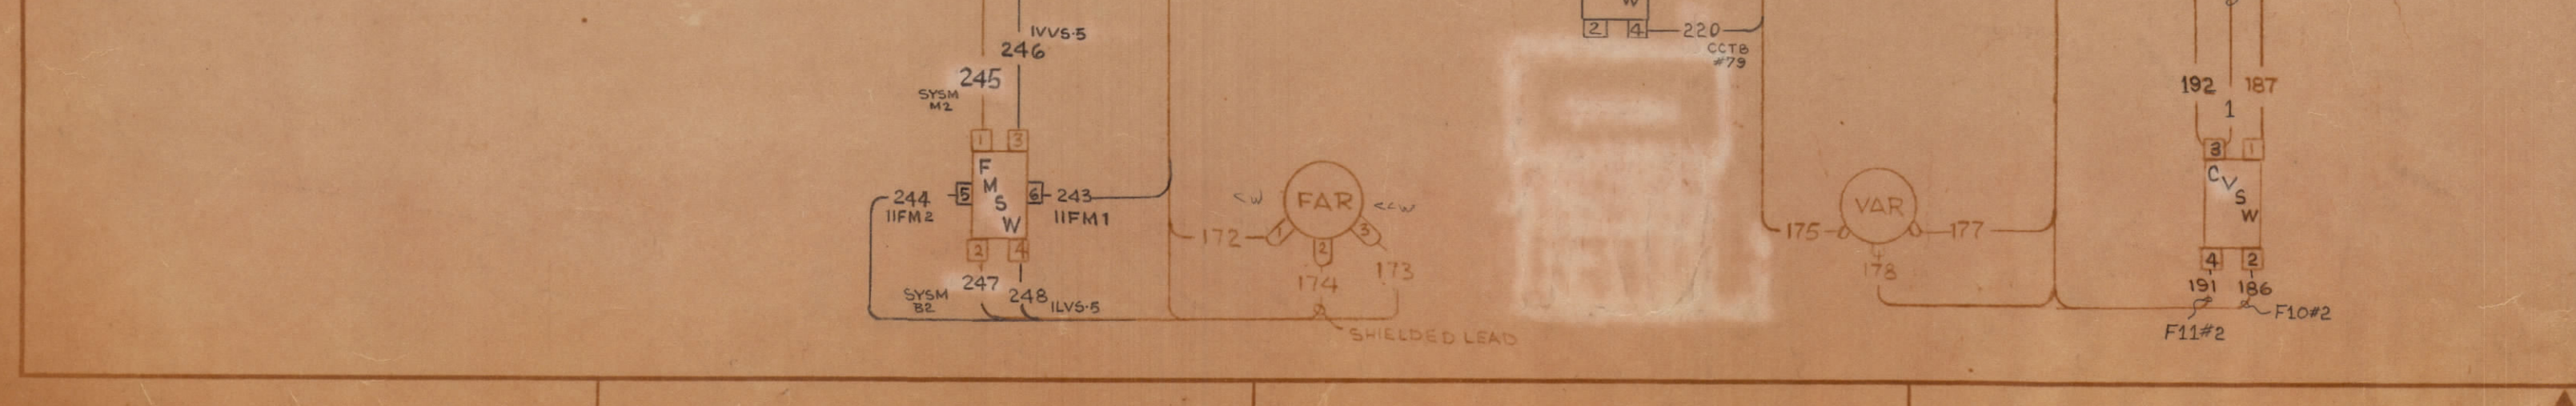 IVVS·5
246
245
SYSM
M2
1 3
F
M
S
W
5
6
244
IIFM2
243
IIFM1
2 4
247
SYSM
B2
248
ILVS·5
CW
FAR
CCW
1
2
3
172
174
173
SHIELDED LEAD
W
2 4
220
CCTB
#79
175
VAR
177
178
192
187
1
3 1
C
V
S
W
4 2
191
186
F11#2
F10#2